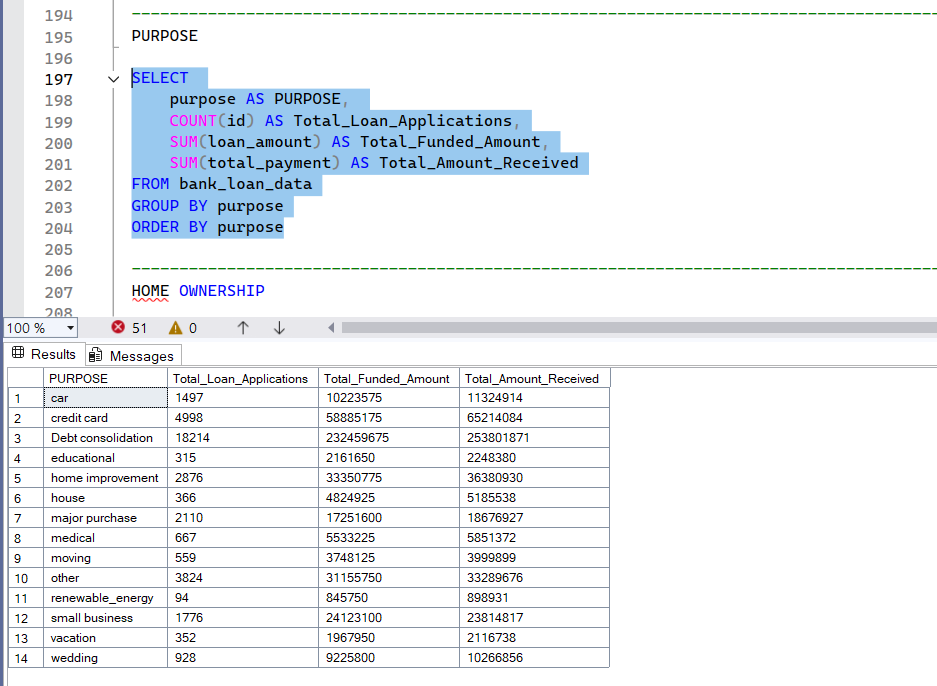 194 ----------------------------------------------------------------------------------
195 PURPOSE
196
197 SELECT
198 purpose AS PURPOSE,
199 COUNT(id) AS Total_Loan_Applications,
200 SUM(loan_amount) AS Total_Funded_Amount,
201 SUM(total_payment) AS Total_Amount_Received
202 FROM bank_loan_data
203 GROUP BY purpose
204 ORDER BY purpose
205
206 ----------------------------------------------------------------------------------
207 HOME OWNERSHIP
208
100 % 51 0
Results Messages
PURPOSE Total_Loan_Applications Total_Funded_Amount Total_Amount_Received
1 car 1497 10223575 11324914
2 credit card 4998 58885175 65214084
3 Debt consolidation 18214 232459675 253801871
4 educational 315 2161650 2248380
5 home improvement 2876 33350775 36380930
6 house 366 4824925 5185538
7 major purchase 2110 17251600 18676927
8 medical 667 5533225 5851372
9 moving 559 3748125 3999899
10 other 3824 31155750 33289676
11 renewable_energy 94 845750 898931
12 small business 1776 24123100 23814817
13 vacation 352 1967950 2116738
14 wedding 928 9225800 10266856